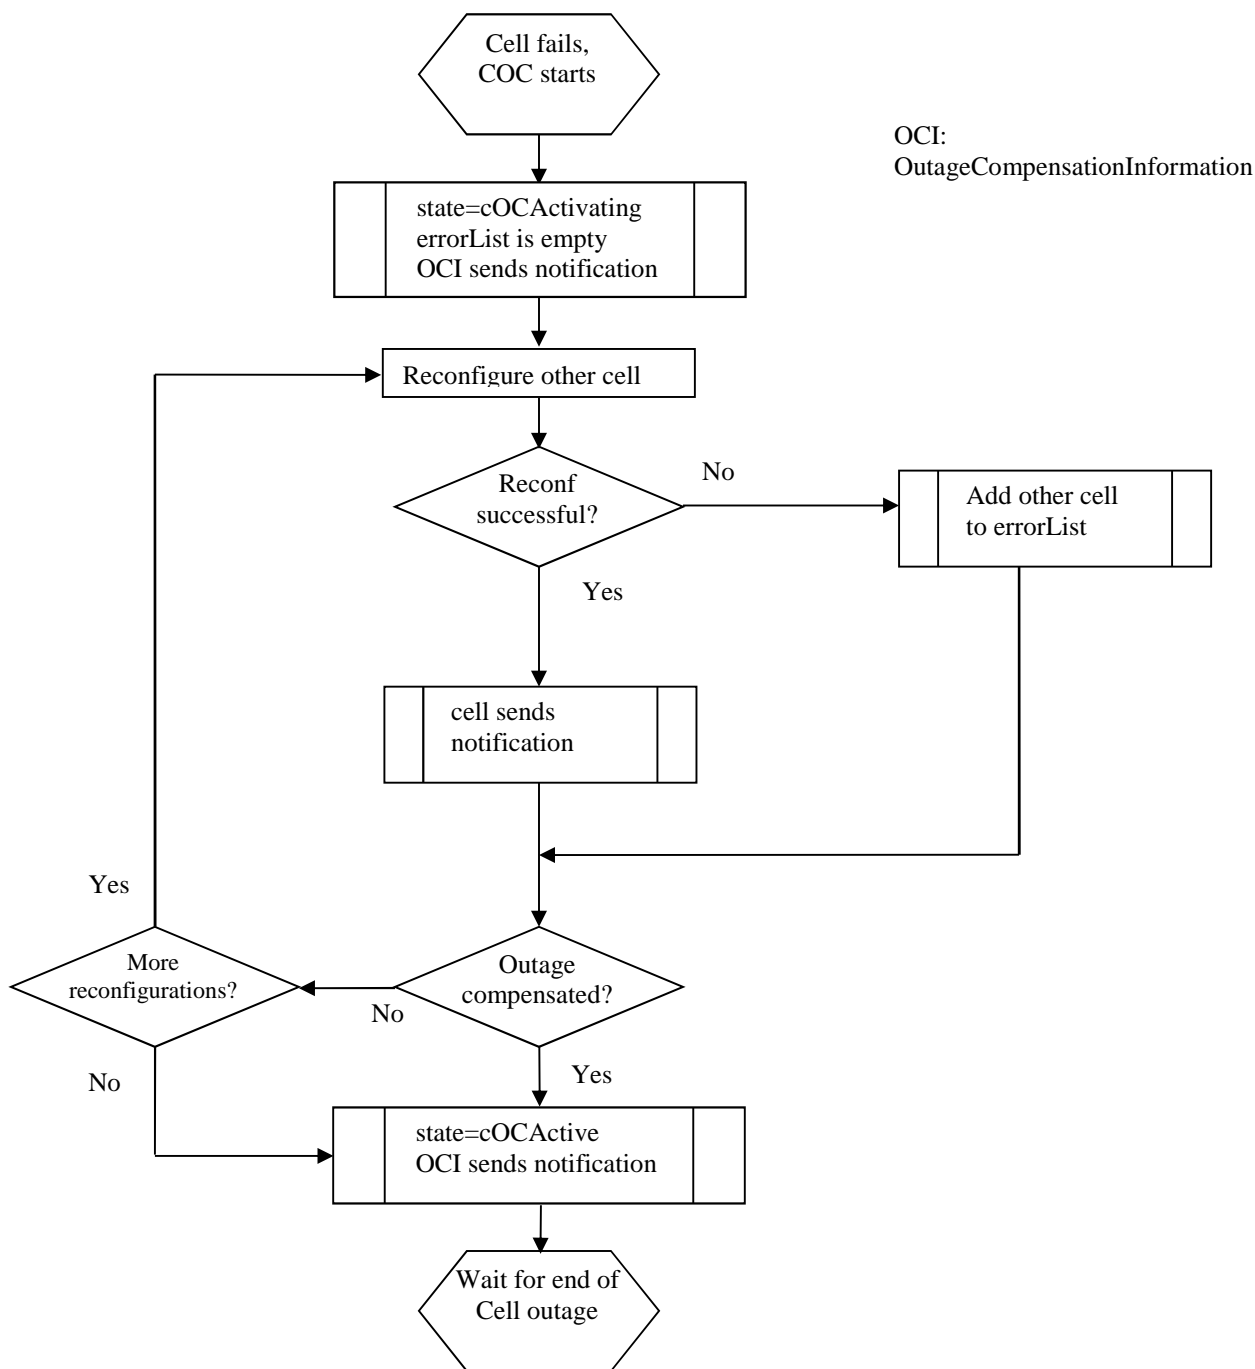 Cell fails,
COC starts
OCI:
OutageCompensationInformation
state=cOCActivating
errorList is empty
OCI sends notification
Reconfigure other cell
Reconf
successful?
No
Add other cell
to errorList
Yes
cell sends
notification
Yes
More
reconfigurations?
Outage
compensated?
No
No
Yes
state=cOCActive
OCI sends notification
Wait for end of
Cell outage